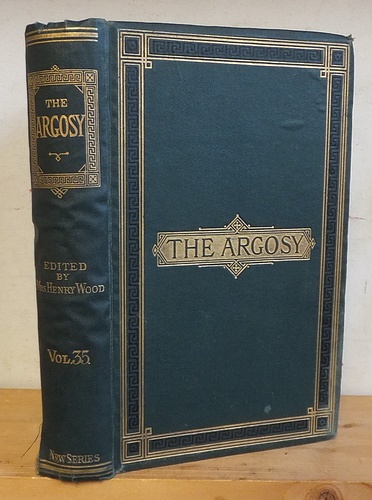 THE
ARGOSY
EDITED
BY
MRS HENRY WOOD
VOL. 35
NEW SERIES
THE ARGOSY